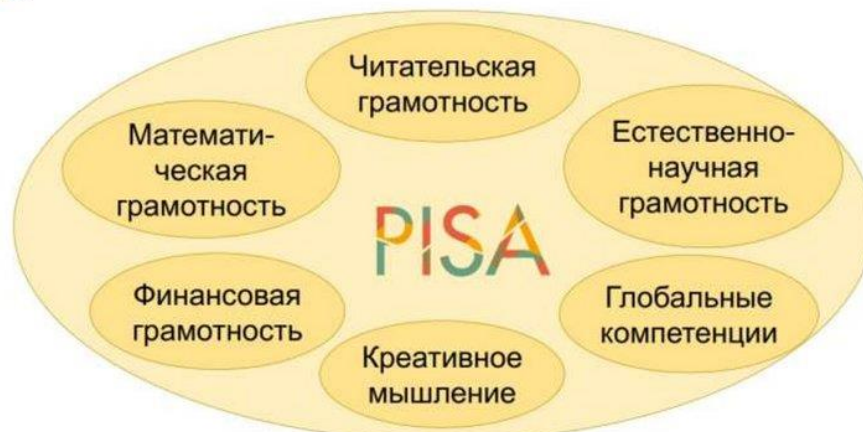 Читательская
грамотность
Математи-
ческая
грамотность
Естественно-
научная
грамотность
PISA
Финансовая
грамотность
Глобальные
компетенции
Креативное
мышление